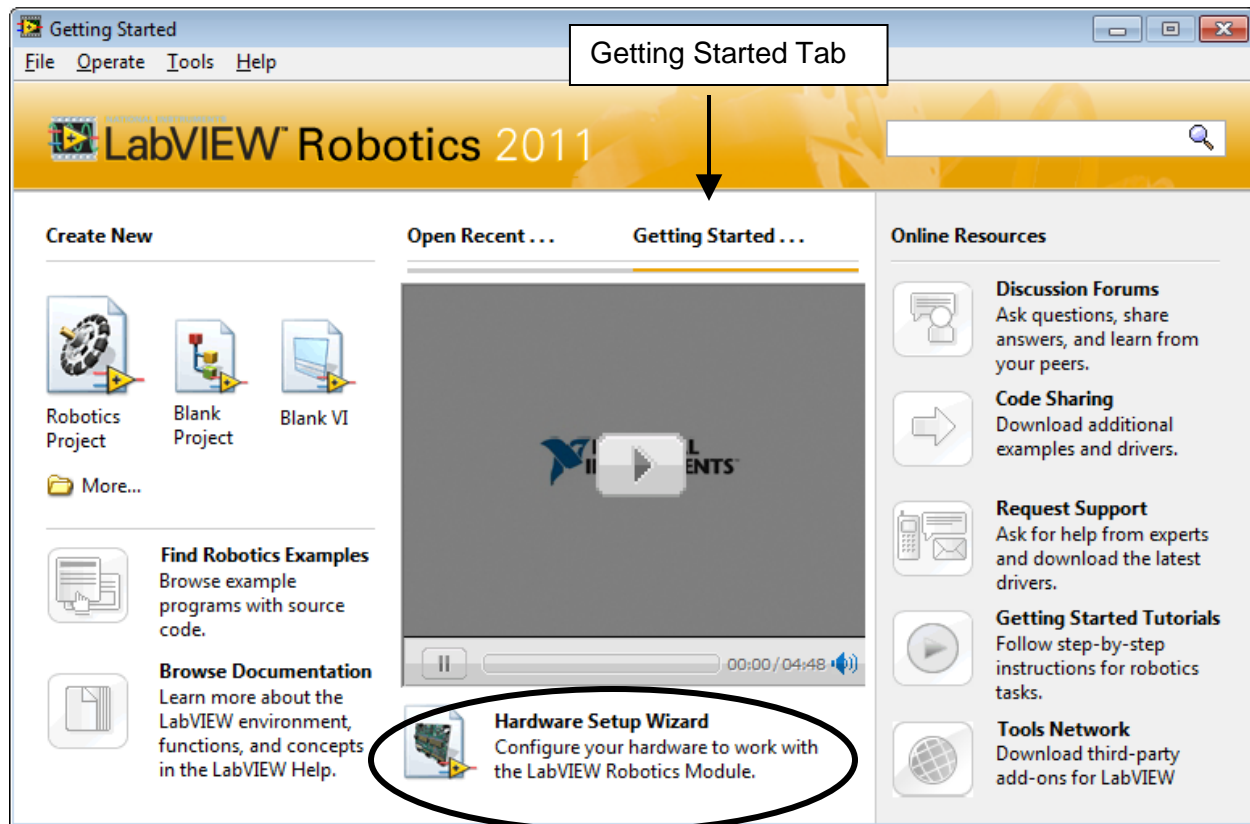 Getting Started
Getting Started Tab
File Operate Tools Help
NATIONAL INSTRUMENTS
LabVIEW™ Robotics 2011
Create New
Robotics
Project
Blank
Project
Blank VI
More...
Find Robotics Examples
Browse example
programs with source
code.
Browse Documentation
Learn more about the
LabVIEW environment,
functions, and concepts
in the LabVIEW Help.
Open Recent . . .
Getting Started . . .
ENTS™
00:00/04:48
Hardware Setup Wizard
Configure your hardware to work with
the LabVIEW Robotics Module.
Online Resources
Discussion Forums
Ask questions, share
answers, and learn from
your peers.
Code Sharing
Download additional
examples and drivers.
Request Support
Ask for help from experts
and download the latest
drivers.
Getting Started Tutorials
Follow step-by-step
instructions for robotics
tasks.
Tools Network
Download third-party
add-ons for LabVIEW